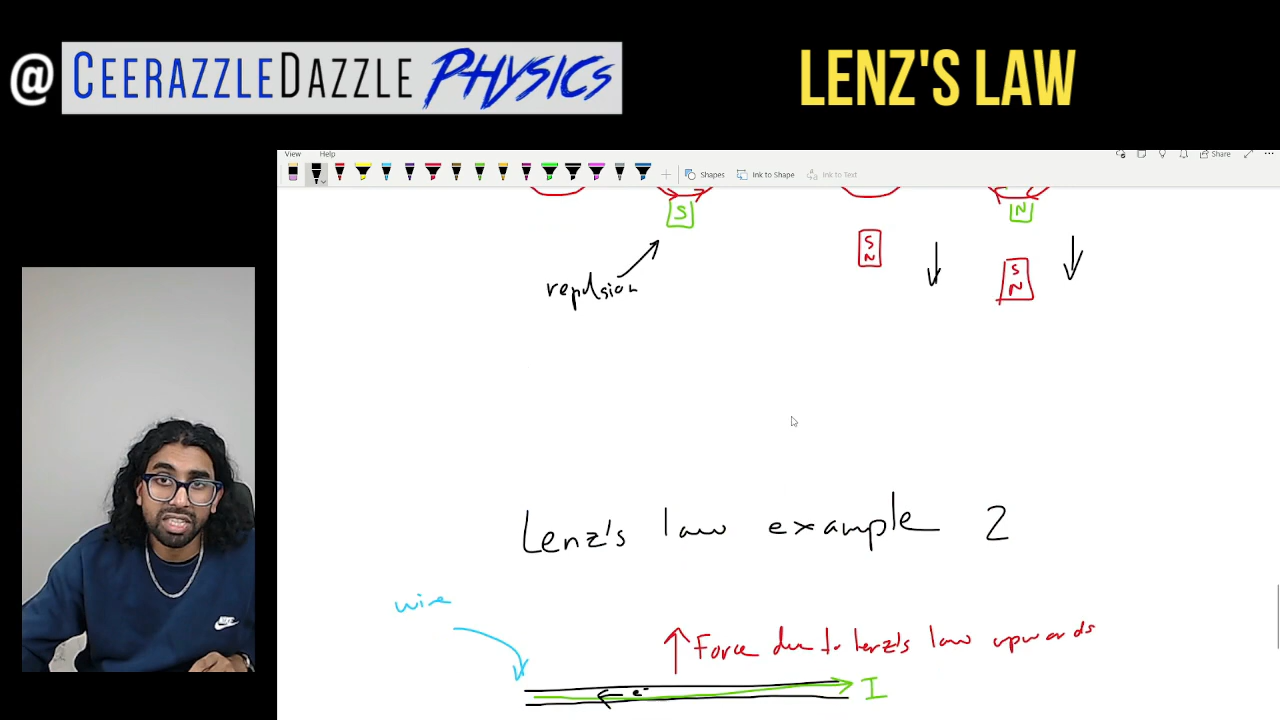 @ CEERAZZLEDAZZLE PHYSICS
LENZ'S LAW
View Help
Share
Shapes Ink to Shape Ink to Text
S
N
S
N
S
N
repulsion
Lenz's law example 2
wire
Force due to Lenz's law upwards
e-
I